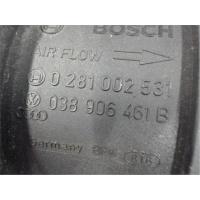 BOSCH
AIR FLOW
0 281 002 531
038 906 461 B
Germany